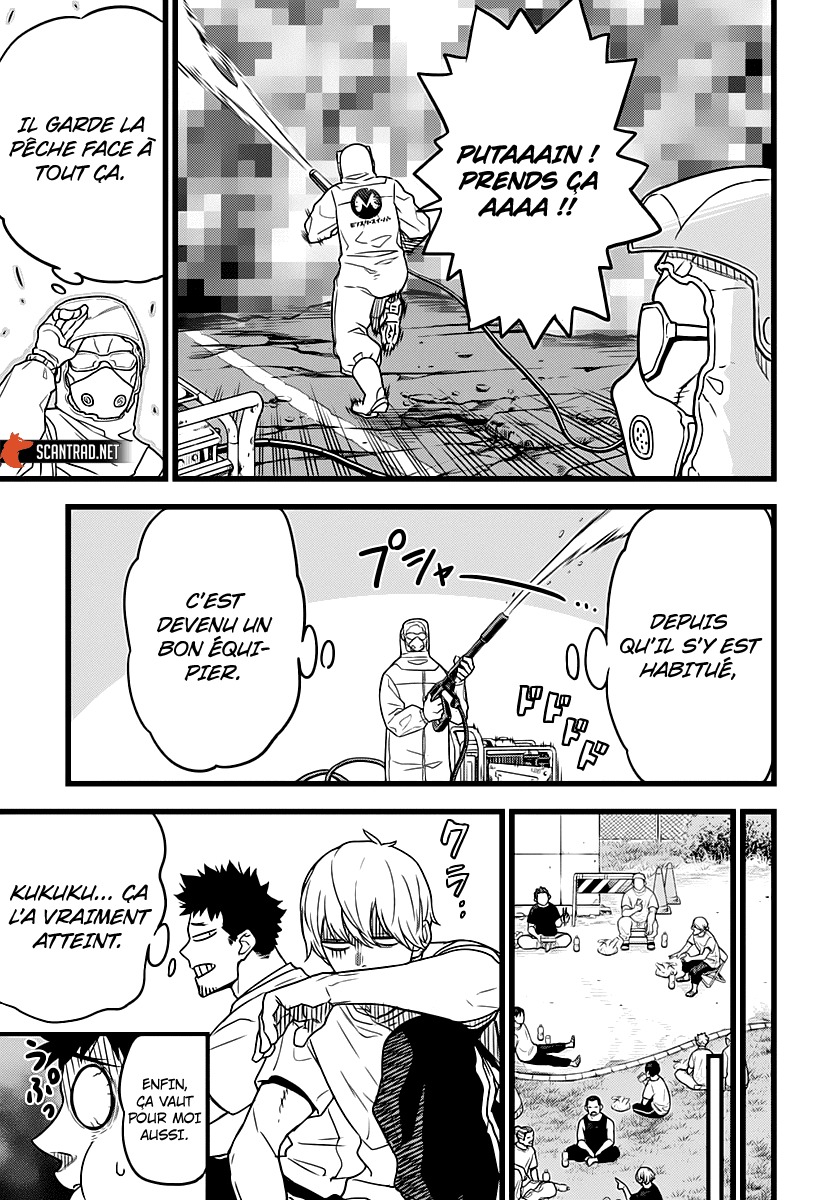 PUTAAAIN !
PRENDS ÇA
AAAA !!
M
IL GARDE LA
PÊCHE FACE À
TOUT ÇA.
SCANTRAD.NET
DEPUIS
QU'IL S'Y EST
HABITUÉ,
プシャー…
ドドドド
C'EST
DEVENU UN
BON ÉQUI-
PIER.
クラ…
KUKUKU... ÇA
L'A VRAIMENT
ATTEINT.
ENFIN,
ÇA VAUT
POUR MOI
AUSSI.
うぷっ